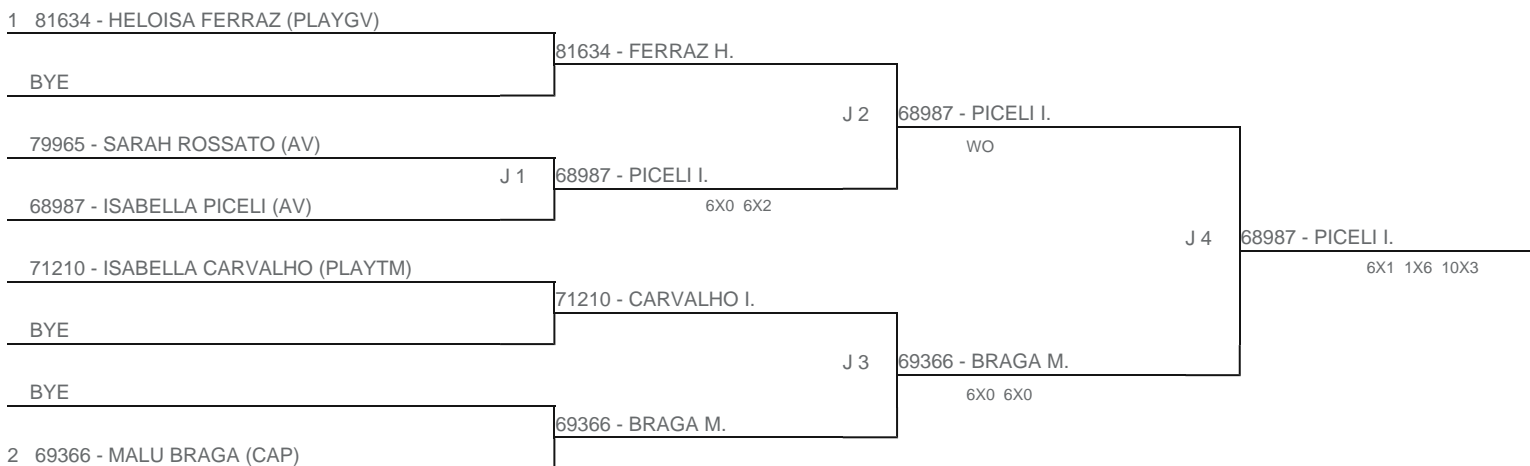 1 81634 - HELOISA FERRAZ (PLAYGV)
81634 - FERRAZ H.
BYE
J 2 68987 - PICELI I.
WO
79965 - SARAH ROSSATO (AV)
J 1 68987 - PICELI I.
6X0 6X2
68987 - ISABELLA PICELI (AV)
J 4 68987 - PICELI I.
6X1 1X6 10X3
71210 - ISABELLA CARVALHO (PLAYTM)
71210 - CARVALHO I.
BYE
J 3 69366 - BRAGA M.
6X0 6X0
BYE
69366 - BRAGA M.
2 69366 - MALU BRAGA (CAP)